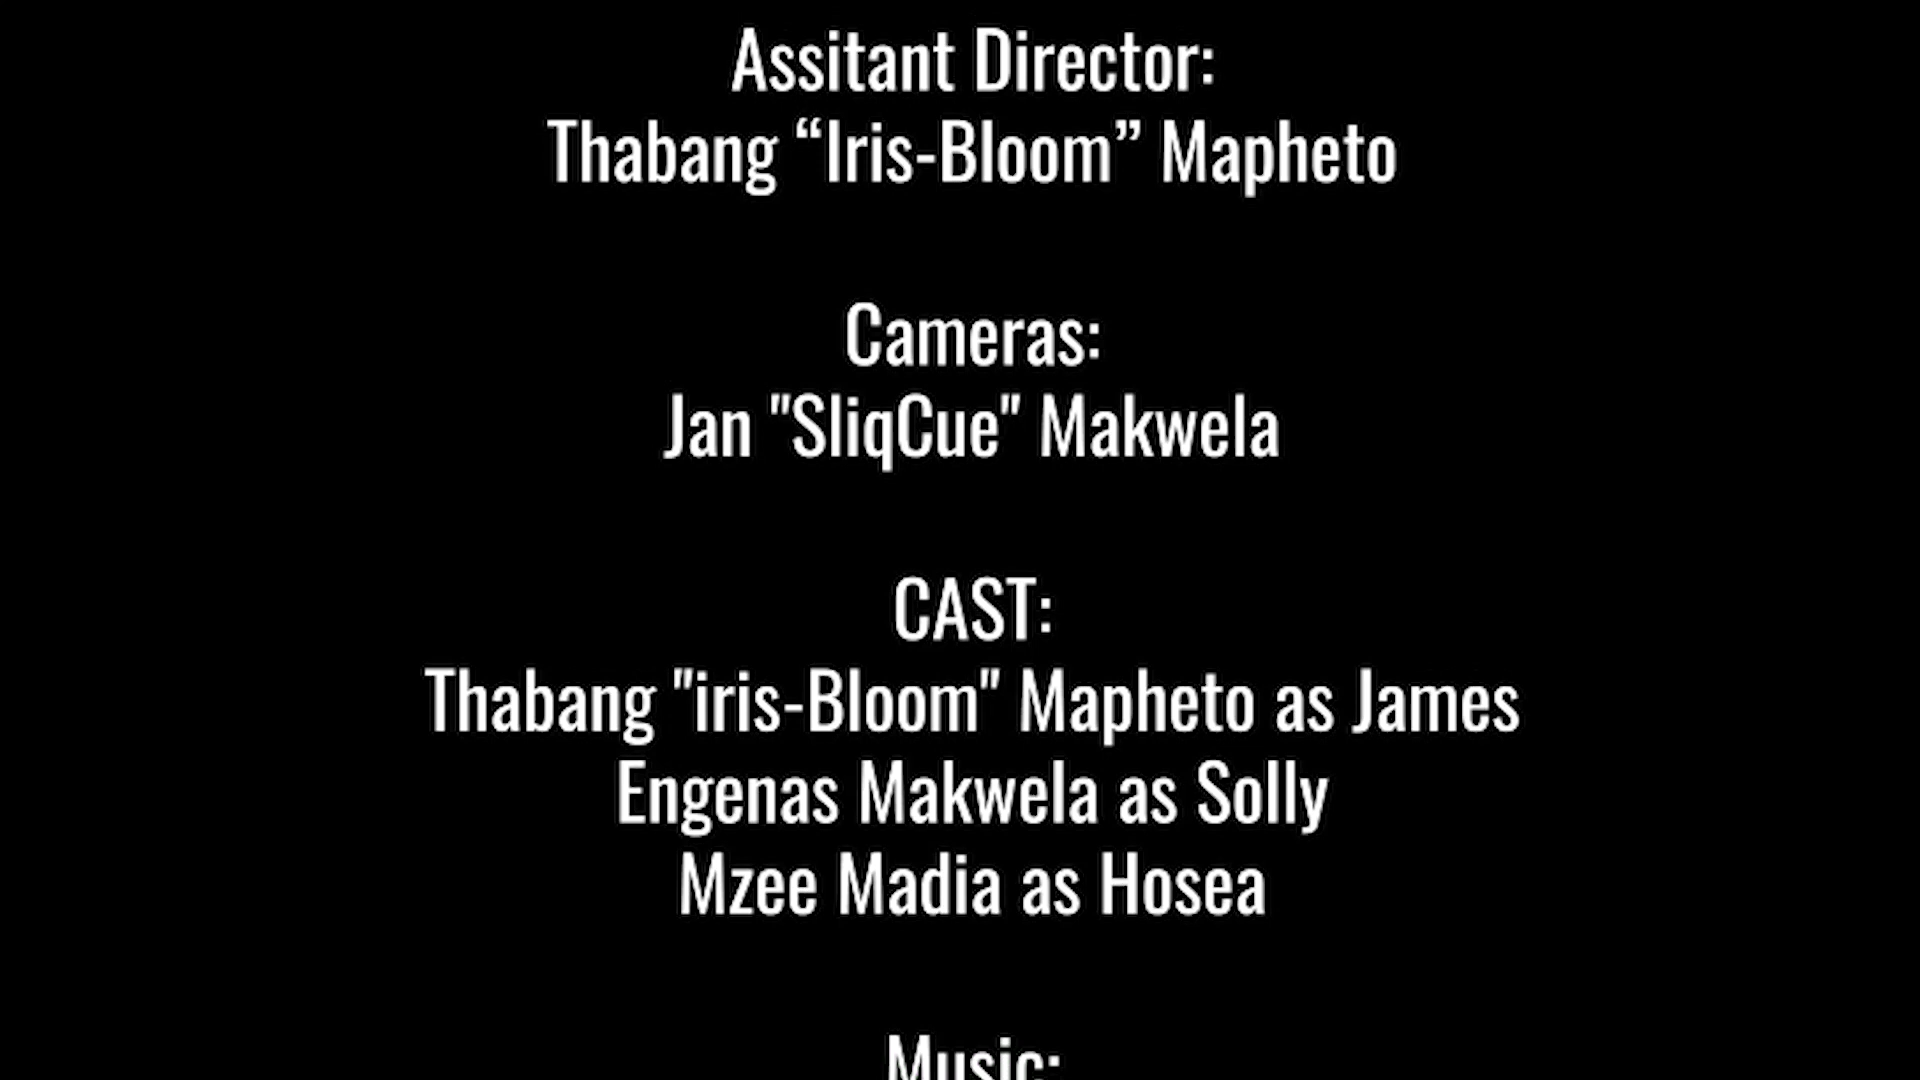 Assitant Director:
Thabang “Iris-Bloom” Mapheto
Cameras:
Jan "SliqCue" Makwela
CAST:
Thabang "iris-Bloom" Mapheto as James
Engenas Makwela as Solly
Mzee Madia as Hosea
Music: